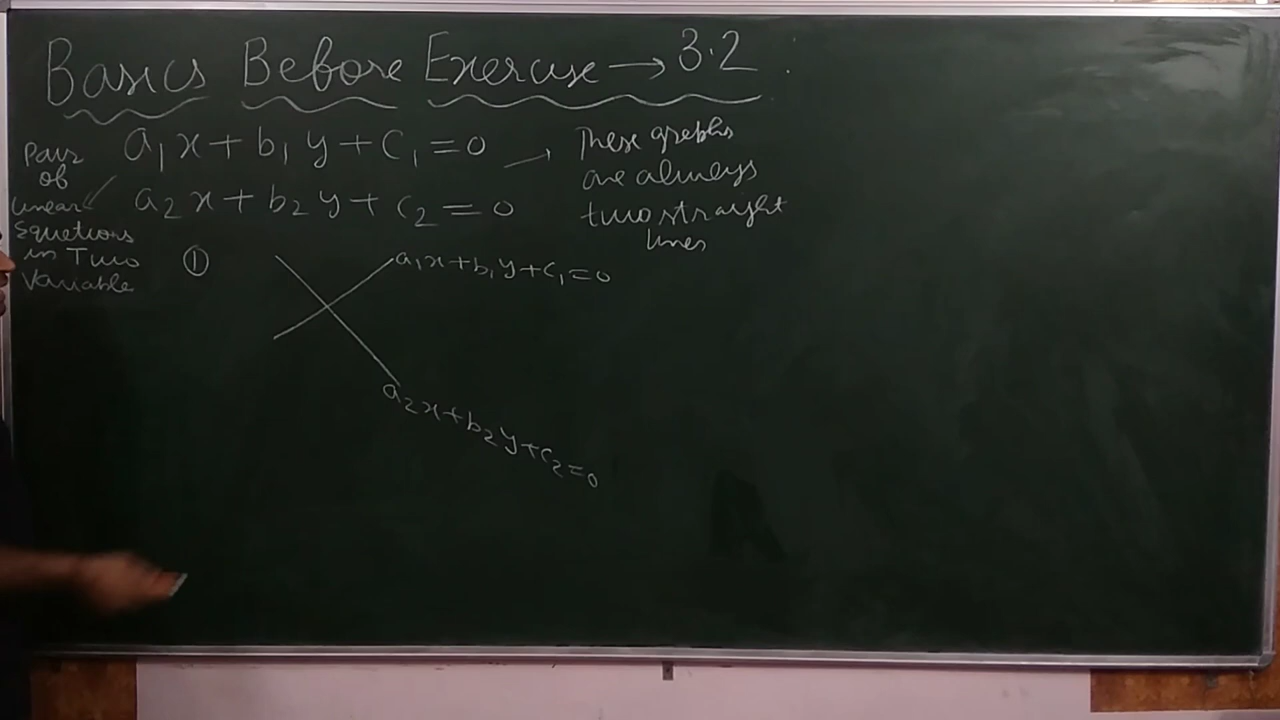 Basics Before Exercise → 3.2
a₁x + b₁y + c₁ = 0
a₂x + b₂y + c₂ = 0
Pair
of
Linear
Equations
in Two
Variable
These graphs
are always
two straight
lines
①
a₁x + b₁y + c₁ = 0
a₂x + b₂y + c₂ = 0